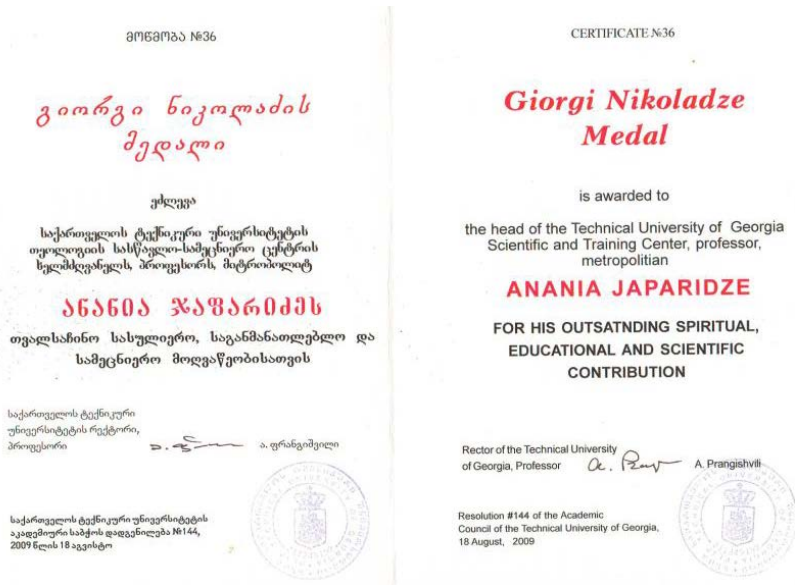 მოწმობა №36
გიორგი ნიკოლაძის
მედალი
ეძლევა
საქართველოს ტექნიკური უნივერსიტეტის
თეოლოგიის სასწავლო-სამეცნიერო ცენტრის
ხელმძღვანელს, პროფესორს, მიტროპოლიტ
ანანია ჯაფარიძეს
თვალსაჩინო სასულიერო, საგანმანათლებლო და
სამეცნიერო მოღვაწეობისათვის
საქართველოს ტექნიკური
უნივერსიტეტის რექტორი,
პროფესორი ა. ფრანგიშვილი
საქართველოს ტექნიკური უნივერსიტეტის
აკადემიური საბჭოს დადგენილება №144,
2009 წლის 18 აგვისტო
CERTIFICATE №36
Giorgi Nikoladze
Medal
is awarded to
the head of the Technical University of Georgia
Scientific and Training Center, professor,
metropolitian
ANANIA JAPARIDZE
FOR HIS OUTSATNDING SPIRITUAL,
EDUCATIONAL AND SCIENTIFIC
CONTRIBUTION
Rector of the Technical University
of Georgia, Professor A. Prangishvili
Resolution #144 of the Academic
Council of the Technical University of Georgia,
18 August, 2009